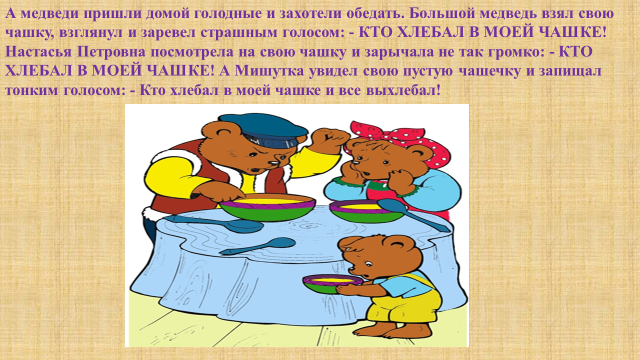 А медведи пришли домой голодные и захотели обедать. Большой медведь взял свою
чашку, взглянул и заревел страшным голосом: - КТО ХЛЕБАЛ В МОЕЙ ЧАШКЕ!
Настасья Петровна посмотрела на свою чашку и зарычала не так громко: - КТО
ХЛЕБАЛ В МОЕЙ ЧАШКЕ! А Мишутка увидел свою пустую чашечку и запищал
тонким голосом: - Кто хлебал в моей чашке и все выхлебал!